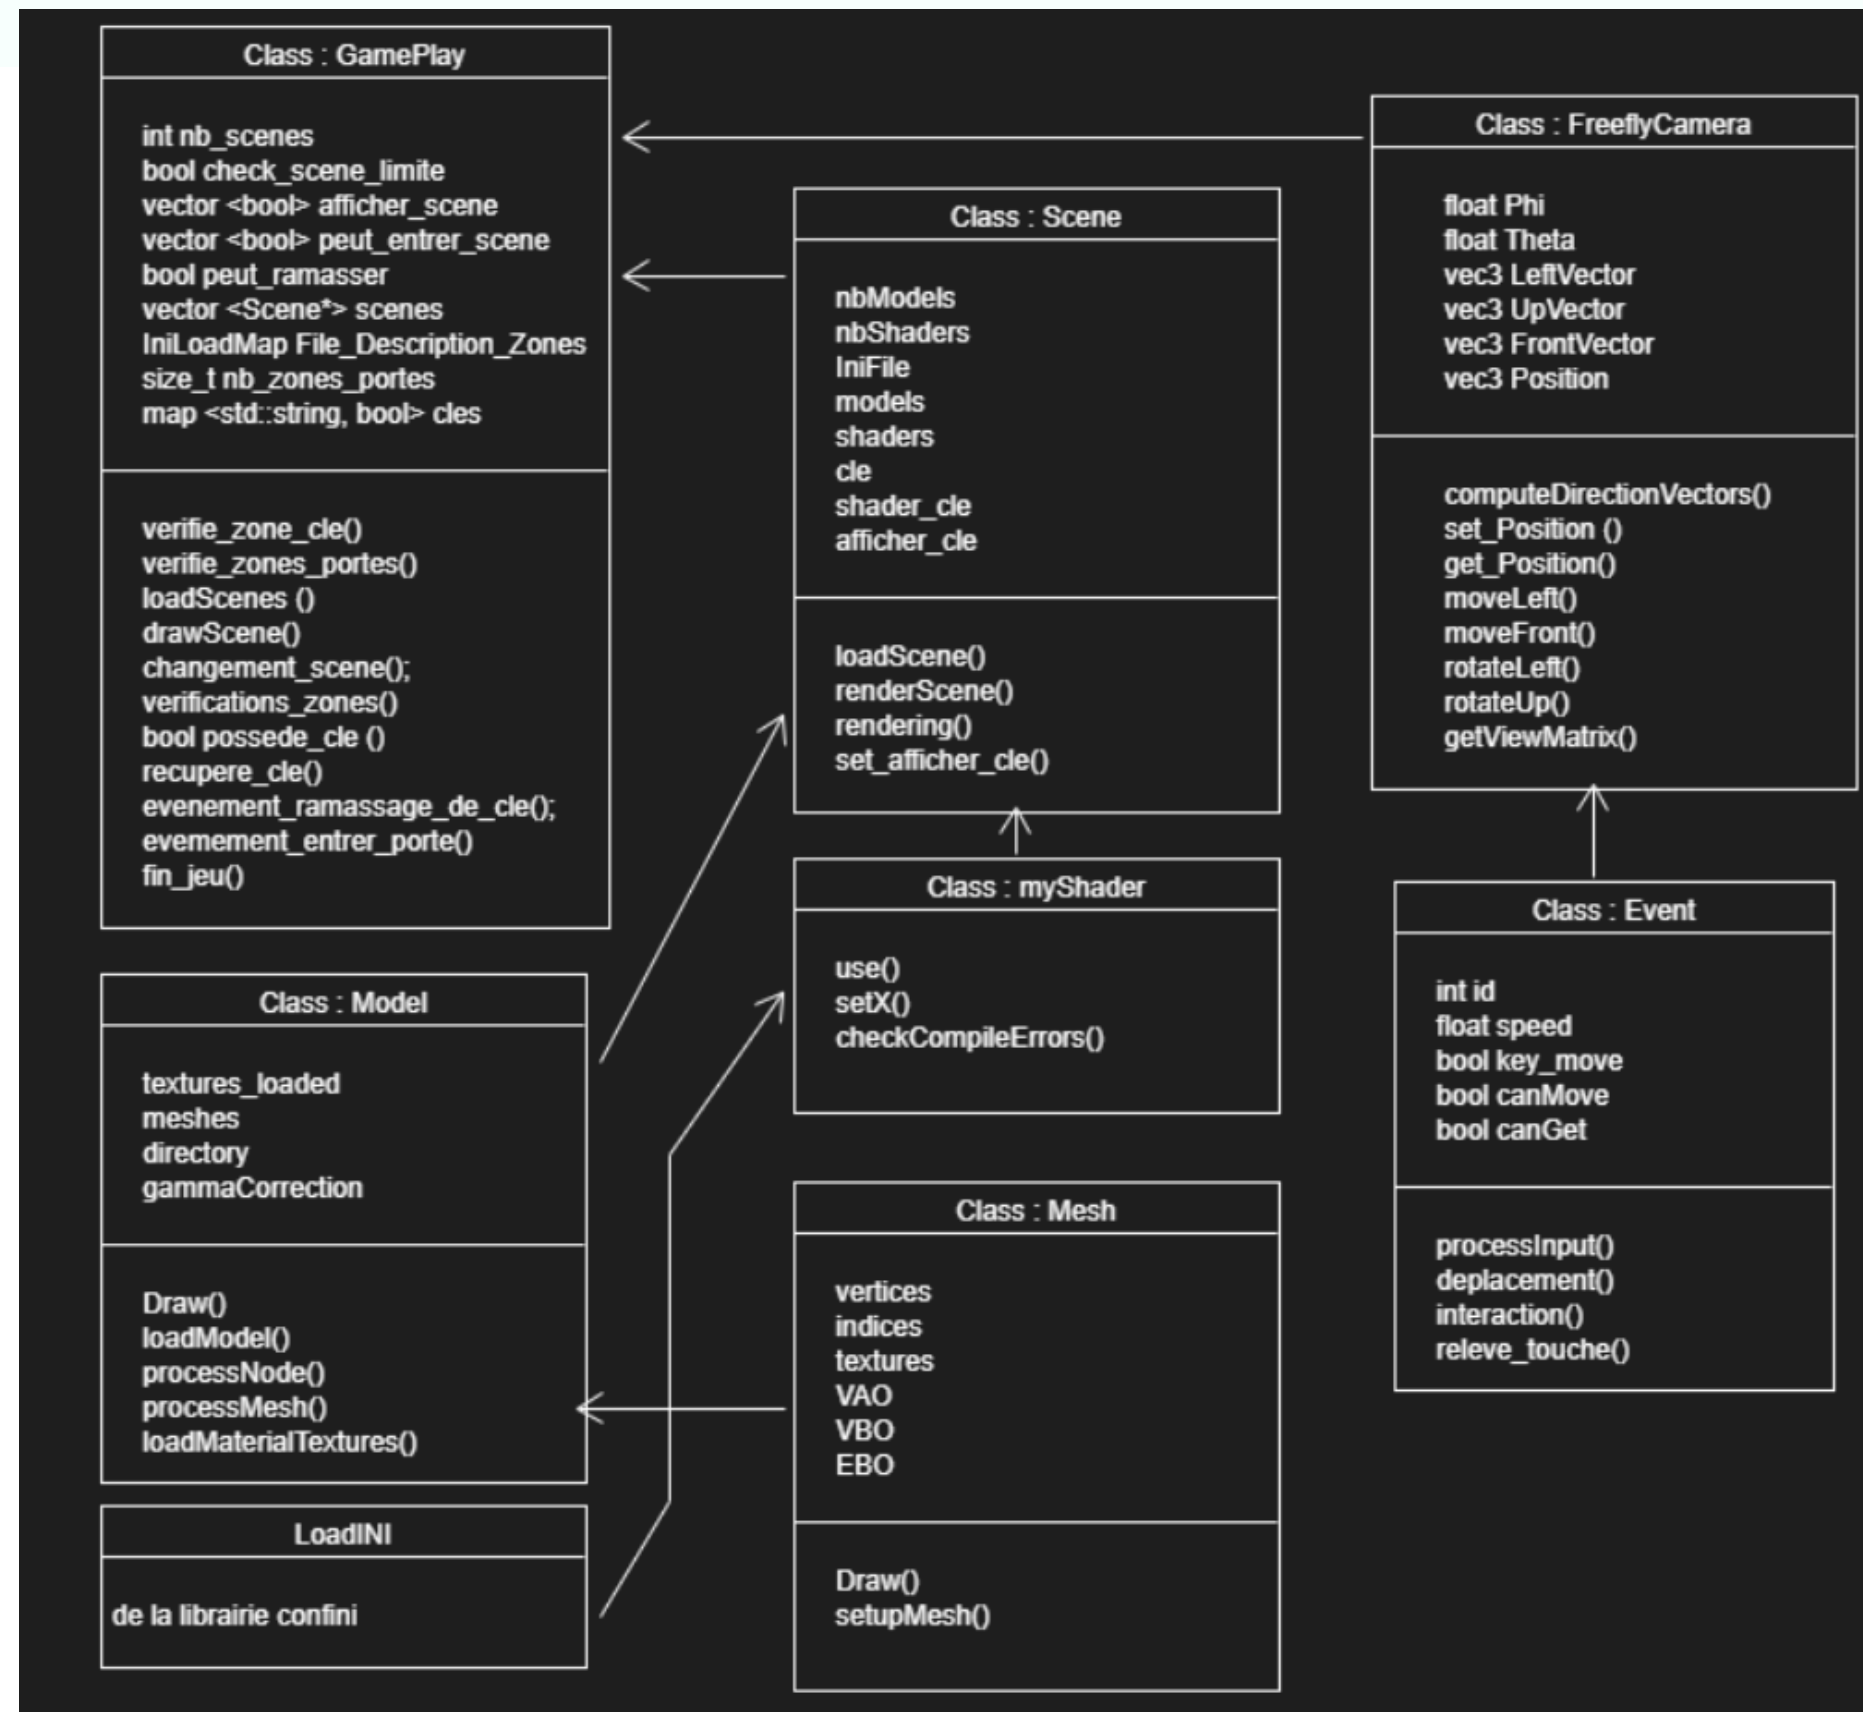 Class : GamePlay
int nb_scenes
bool check_scene_limite
vector <bool> afficher_scene
vector <bool> peut_entrer_scene
bool peut_ramasser
vector <Scene*> scenes
IniLoadMap File_Description_Zones
size_t nb_zones_portes
map <std::string, bool> cles
verifie_zone_cle()
verifie_zones_portes()
loadScenes ()
drawScene()
changement_scene();
verifications_zones()
bool possede_cle ()
recupere_cle()
evenement_ramassage_de_cle();
evemement_entrer_porte()
fin_jeu()
Class : Scene
nbModels
nbShaders
IniFile
models
shaders
cle
shader_cle
afficher_cle
loadScene()
renderScene()
rendering()
set_afficher_cle()
Class : FreeflyCamera
float Phi
float Theta
vec3 LeftVector
vec3 UpVector
vec3 FrontVector
vec3 Position
computeDirectionVectors()
set_Position ()
get_Position()
moveLeft()
moveFront()
rotateLeft()
rotateUp()
getViewMatrix()
Class : myShader
use()
setX()
checkCompileErrors()
Class : Event
int id
float speed
bool key_move
bool canMove
bool canGet
processInput()
deplacement()
interaction()
releve_touche()
Class : Model
textures_loaded
meshes
directory
gammaCorrection
Draw()
loadModel()
processNode()
processMesh()
loadMaterialTextures()
Class : Mesh
vertices
indices
textures
VAO
VBO
EBO
Draw()
setupMesh()
LoadINI
de la librairie confini